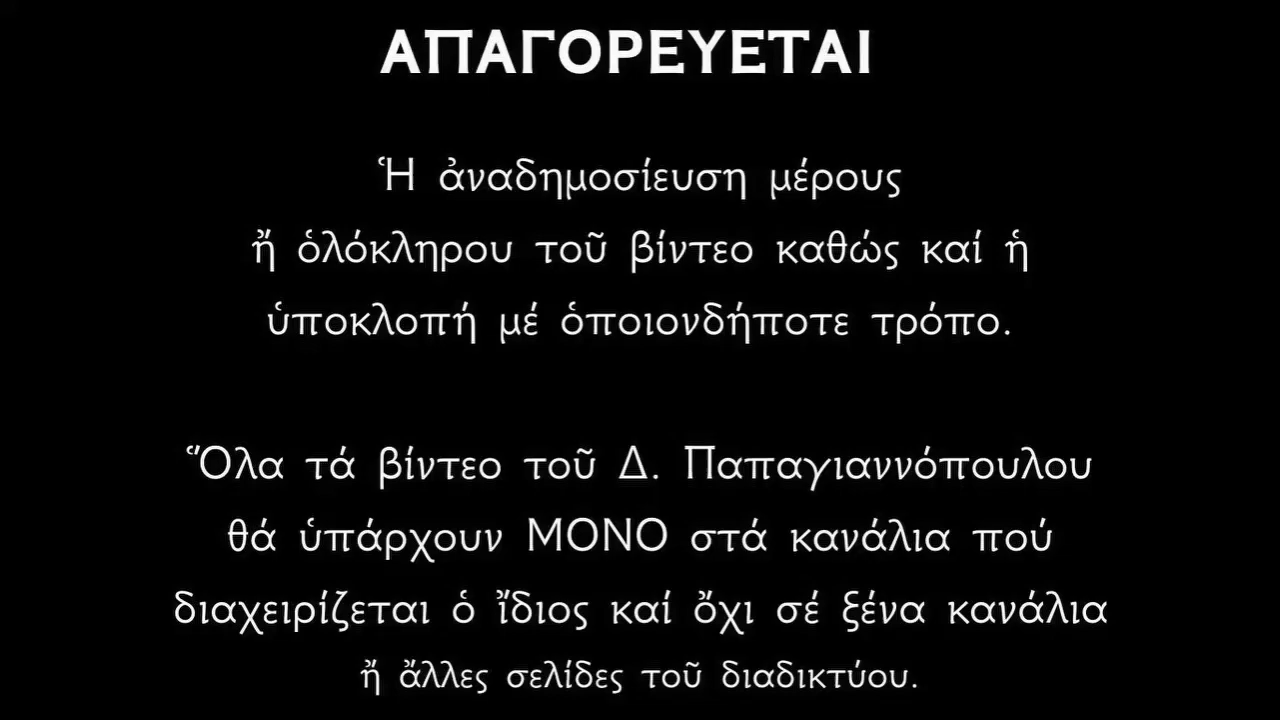 ΑΠΑΓΟΡΕΥΕΤΑΙ
Ἡ ἀναδημοσίευση μέρους
ἤ ὁλόκληρου τοῦ βίντεο καθώς καί ἡ
ὑποκλοπή μέ ὁποιονδήποτε τρόπο.
Ὅλα τά βίντεο τοῦ Δ. Παπαγιαννόπουλου
θά ὑπάρχουν ΜΟΝΟ στά κανάλια πού
διαχειρίζεται ὁ ἴδιος καί ὄχι σέ ξένα κανάλια
ἤ ἄλλες σελίδες τοῦ διαδικτύου.